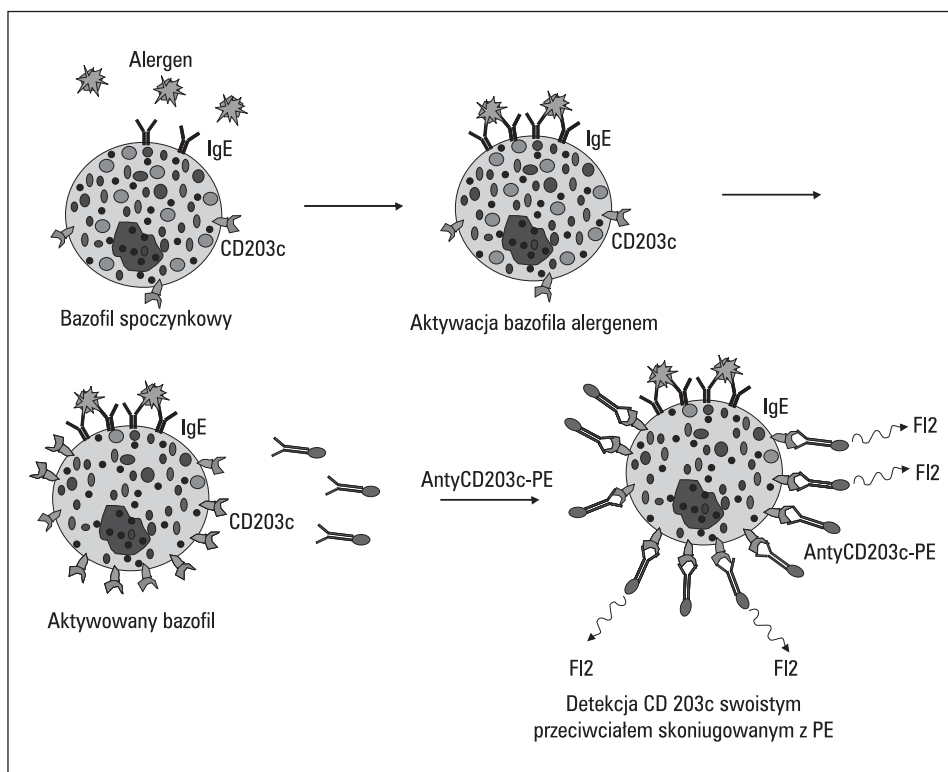 Alergen
IgE
CD203c
Bazofil spoczynkowy
IgE
CD203c
Aktywacja bazofila alergenem
IgE
CD203c
Aktywowany bazofil
AntyCD203c-PE
IgE
Fl2
Fl2
AntyCD203c-PE
Fl2
Fl2
Detekcja CD 203c swoistym
przeciwciałem skoniugowanym z PE